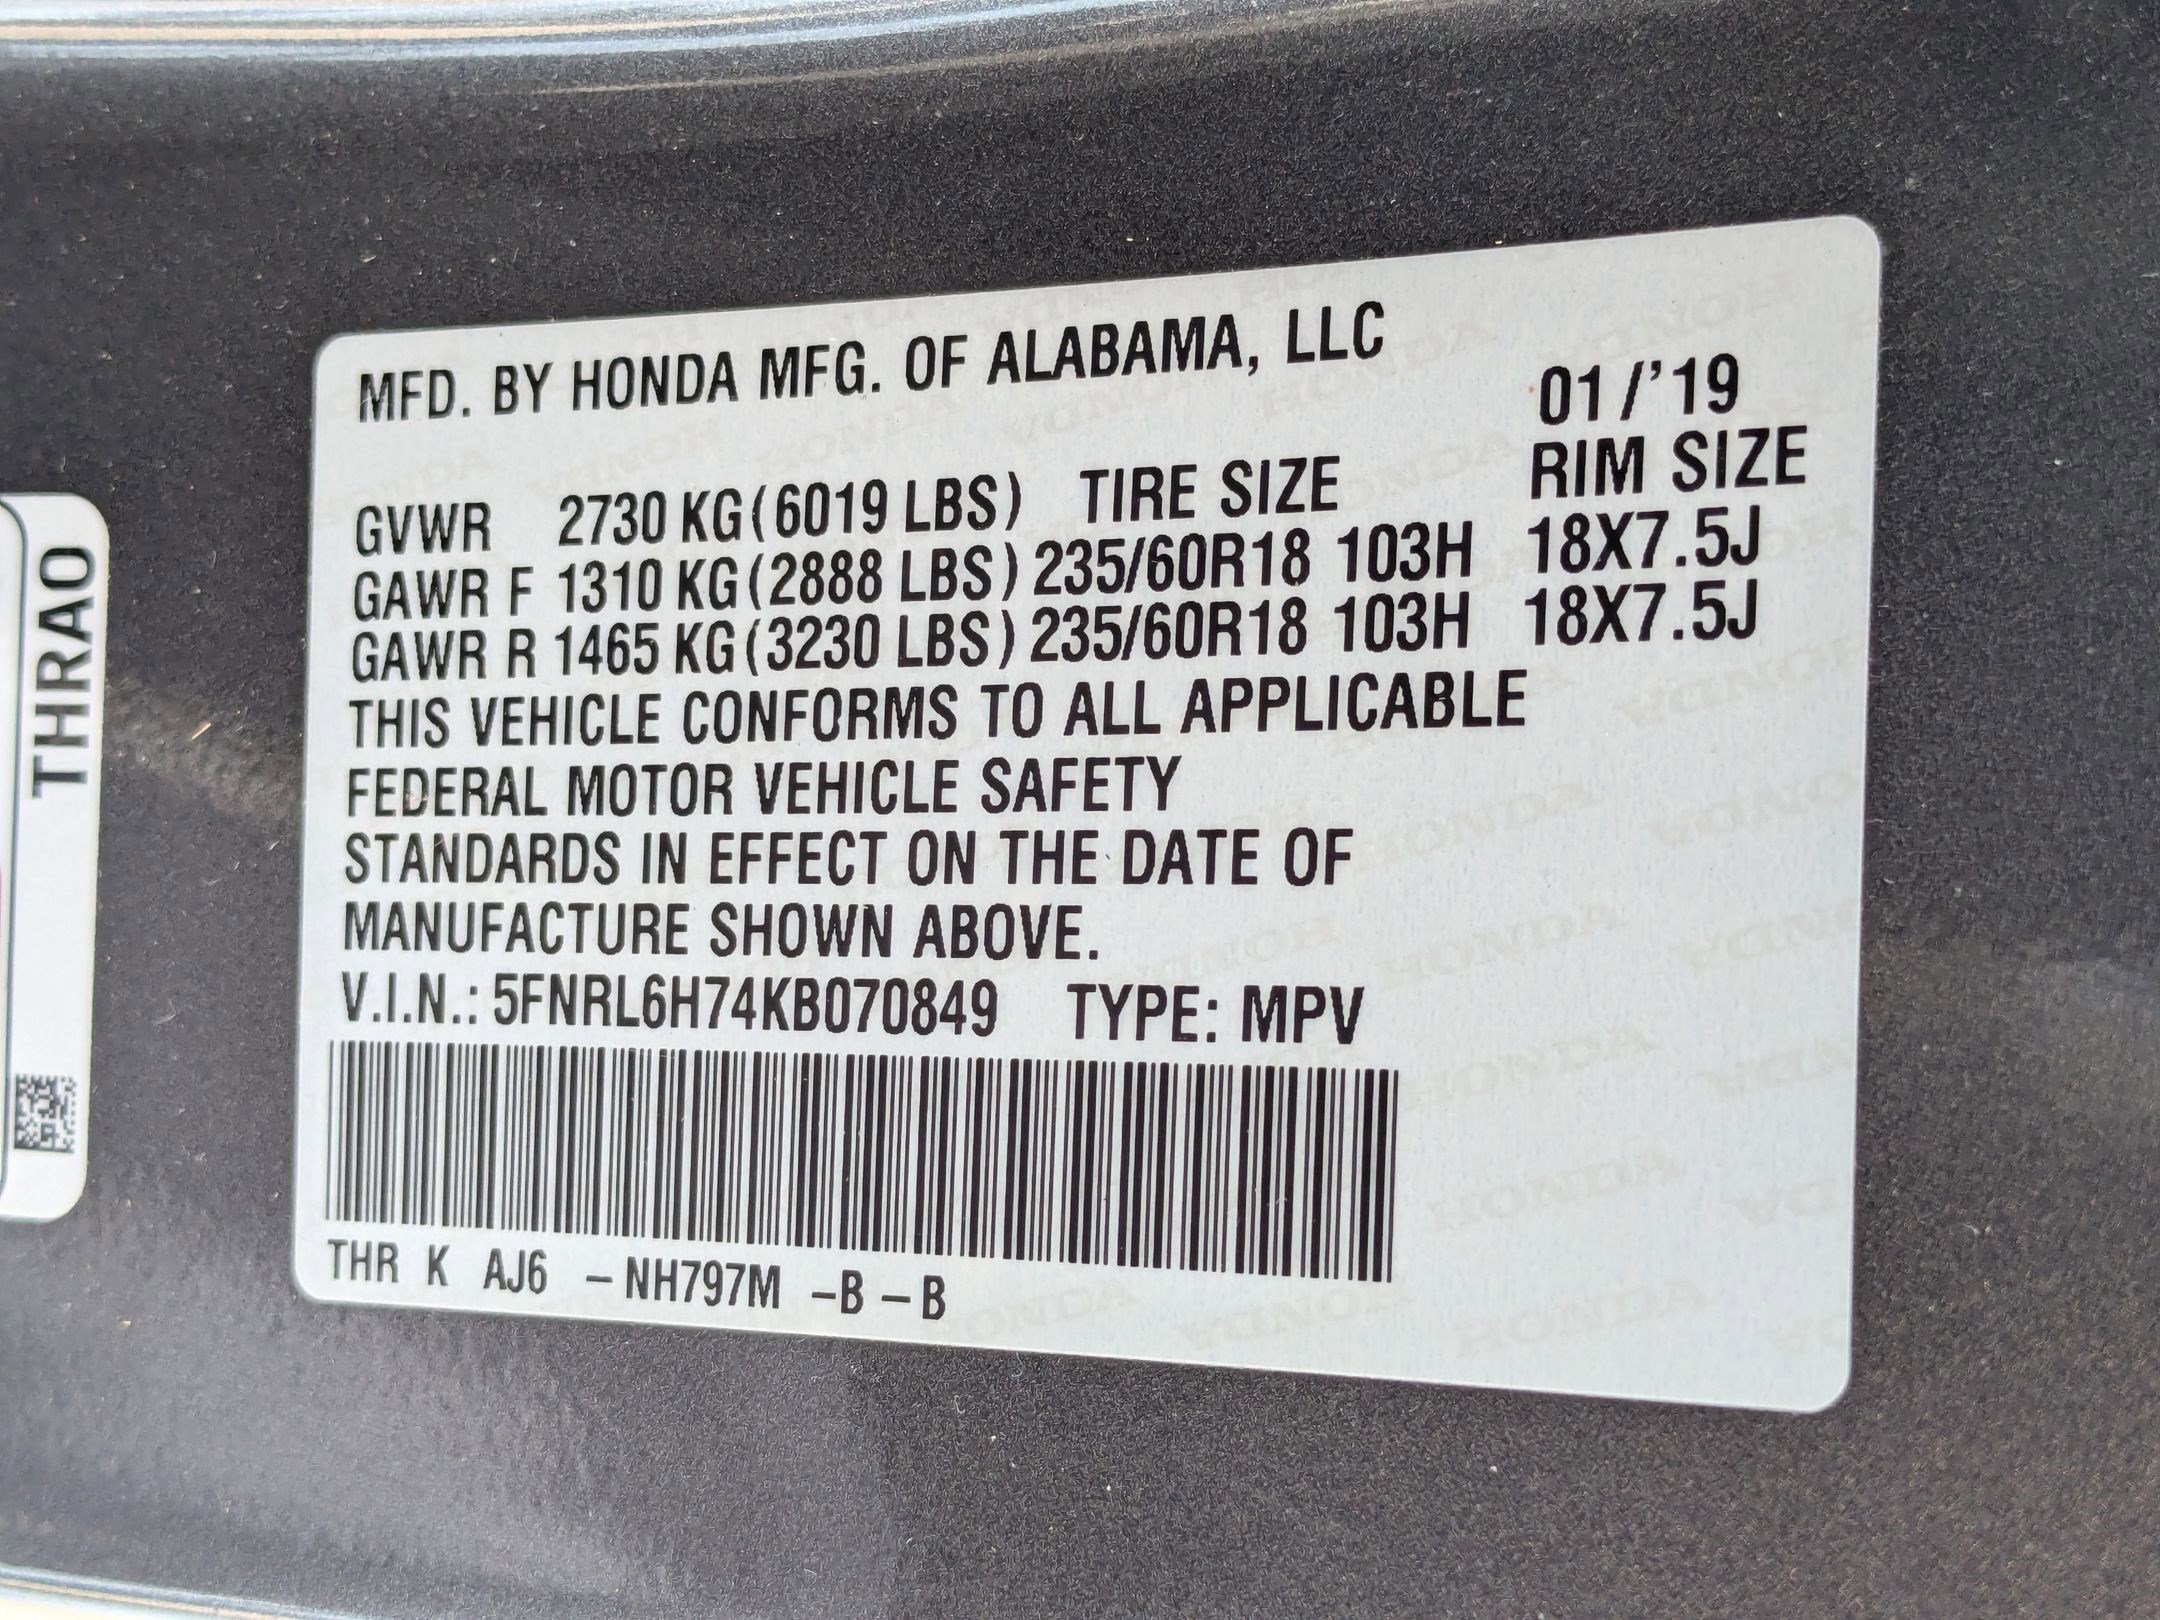 MFD. BY HONDA MFG. OF ALABAMA, LLC
01/'19
GVWR 2730 KG(6019 LBS) TIRE SIZE RIM SIZE
GAWR F 1310 KG(2888 LBS) 235/60R18 103H 18X7.5J
GAWR R 1465 KG(3230 LBS) 235/60R18 103H 18X7.5J
THIS VEHICLE CONFORMS TO ALL APPLICABLE
FEDERAL MOTOR VEHICLE SAFETY
STANDARDS IN EFFECT ON THE DATE OF
MANUFACTURE SHOWN ABOVE.
V.I.N.: 5FNRL6H74KB070849 TYPE: MPV
THR K AJ6 -NH797M -B -B
THRAO